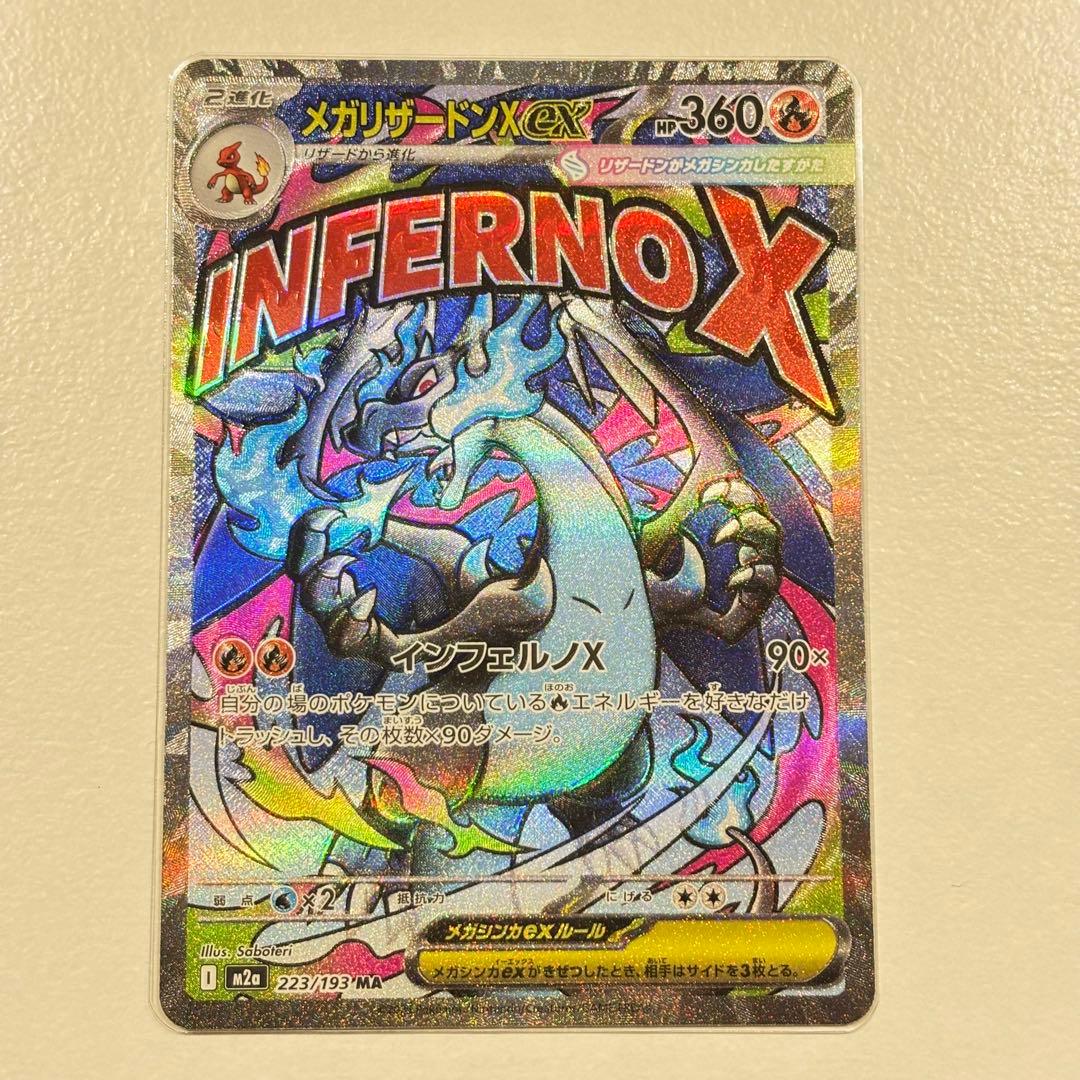 2進化
メガリザードンXex
HP360
リザードから進化
リザードンがメガシンカしたすがた
INFERNO X
インフェルノX 90×
自分の場のポケモンについているエネルギーを好きなだけ
トラッシュし、その枚数×90ダメージ。
弱点 ×2 抵抗力 にげる
メガシンカexルール
メガシンカexがきぜつしたとき、相手はサイドを3枚とる。
Illus. Saboteri
I m2a 223/193 MA